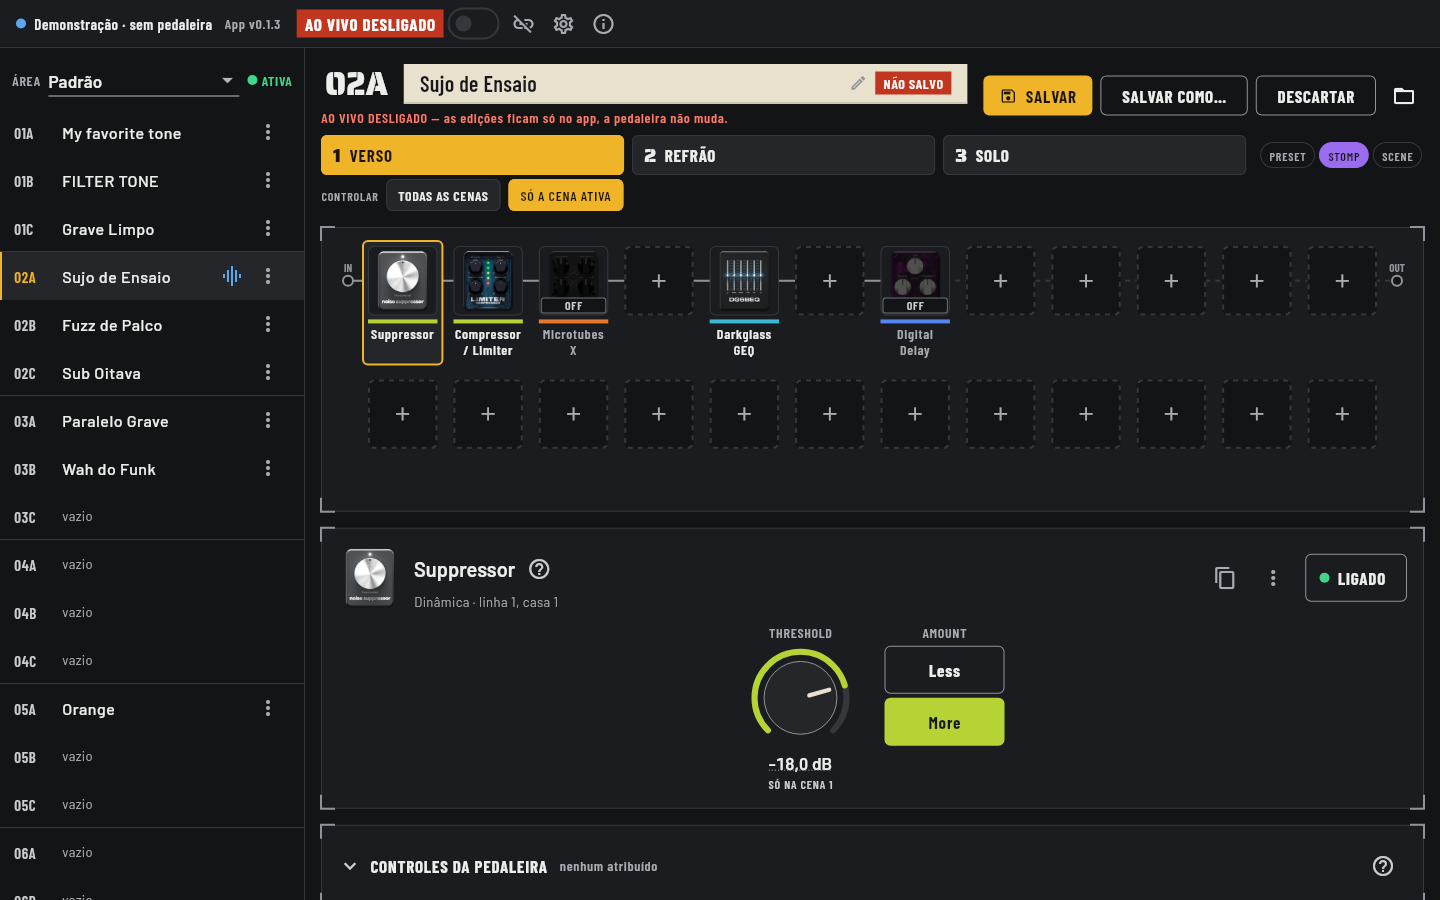 Demonstração · sem pedaleira App v0.1.3 AO VIVO DESLIGADO
ÁREA Padrão ATIVA
01A My favorite tone
01B FILTER TONE
01C Grave Limpo
02A Sujo de Ensaio
02B Fuzz de Palco
02C Sub Oitava
03A Paralelo Grave
03B Wah do Funk
03C vazio
04A vazio
04B vazio
04C vazio
05A Orange
05B vazio
05C vazio
06A vazio
02A Sujo de Ensaio NÃO SALVO SALVAR SALVAR COMO... DESCARTAR
AO VIVO DESLIGADO — as edições ficam só no app, a pedaleira não muda.
1 VERSO 2 REFRÃO 3 SOLO PRESET STOMP SCENE
CONTROLAR TODAS AS CENAS SÓ A CENA ATIVA
IN OUT
noise suppressor LIMITER OFF DG6BEQ OFF
Suppressor Compressor Microtubes Darkglass Digital
/ Limiter X GEQ Delay
noise suppressor
Suppressor
Dinâmica · linha 1, casa 1
LIGADO
THRESHOLD AMOUNT
Less
More
-18,0 dB
SÓ NA CENA 1
CONTROLES DA PEDALEIRA nenhum atribuído